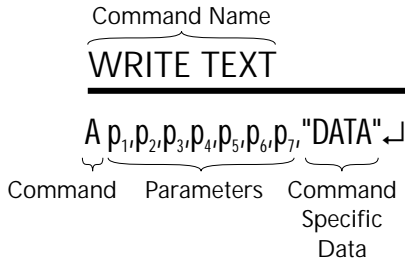 Command Name
WRITE TEXT
A p₁,p₂,p₃,p₄,p₅,p₆,p₇,"DATA"↵
Command Parameters Command
Specific
Data